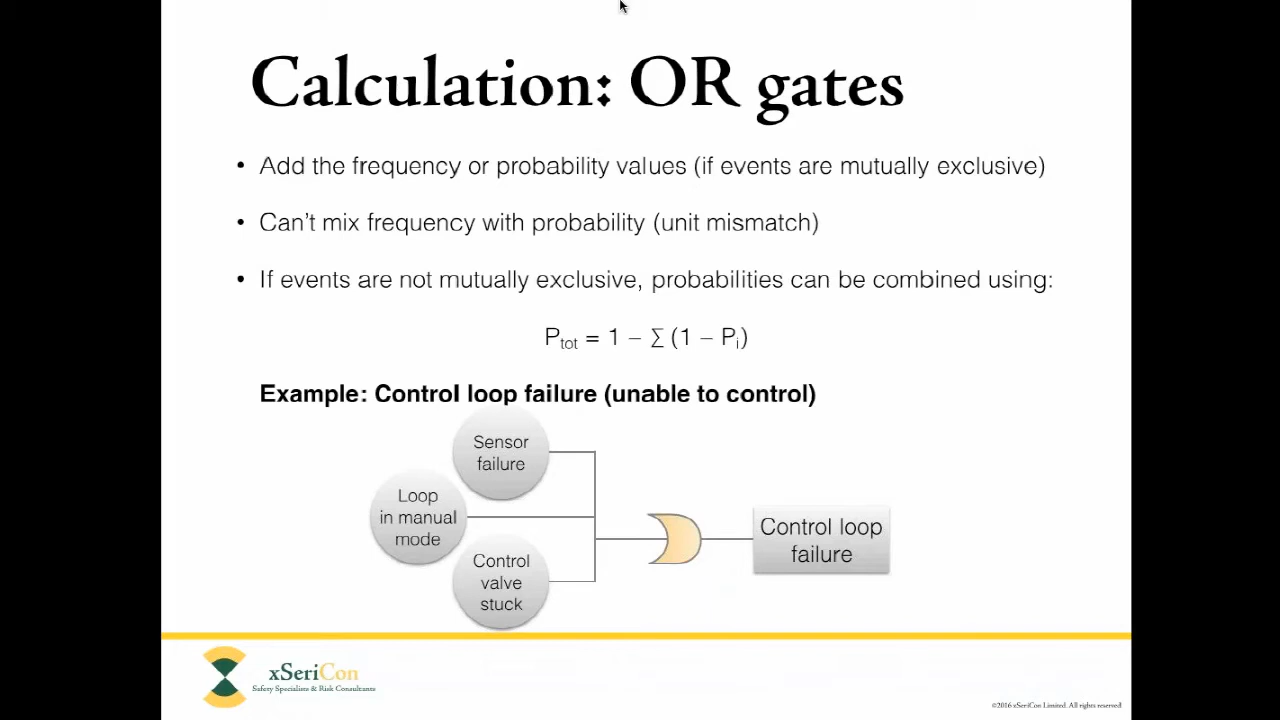 Calculation: OR gates
• Add the frequency or probability values (if events are mutually exclusive)
• Can't mix frequency with probability (unit mismatch)
• If events are not mutually exclusive, probabilities can be combined using:
Ptot = 1 – ∑ (1 – Pi)
Example: Control loop failure (unable to control)
Sensor
failure
Loop
in manual
mode
Control
valve
stuck
Control loop
failure
xSeriCon
Safety Specialists & Risk Consultants
©2016 xSeriCon Limited. All rights reserved